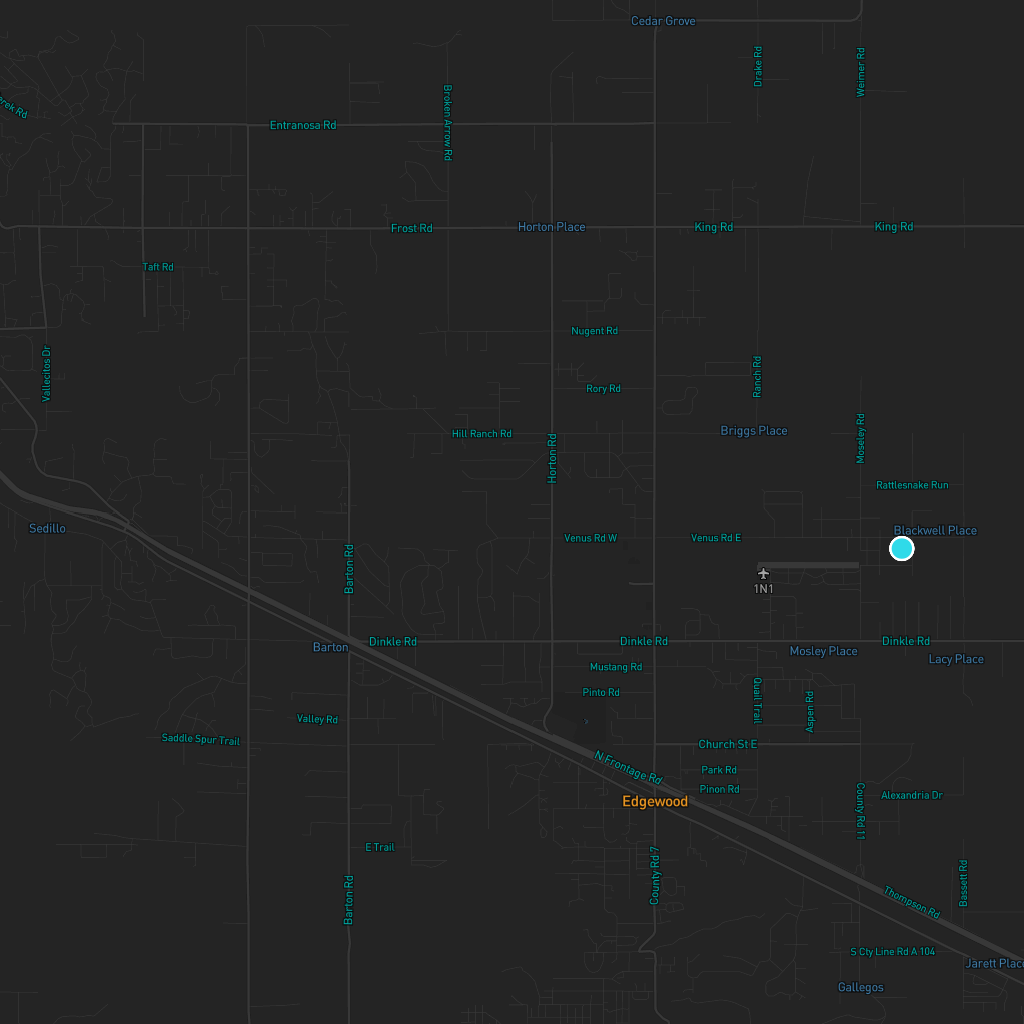 Cedar Grove
Drake Rd
Weimer Rd
erek Rd
Broken Arrow Rd
Entranosa Rd
Frost Rd
Horton Place
King Rd
King Rd
Taft Rd
Nugent Rd
Vallecitos Dr
Ranch Rd
Rory Rd
Hill Ranch Rd
Horton Rd
Briggs Place
Moseley Rd
Rattlesnake Run
Sedillo
Blackwell Place
Venus Rd W
Venus Rd E
Barton Rd
1N1
Barton
Dinkle Rd
Dinkle Rd
Dinkle Rd
Mosley Place
Lacy Place
Mustang Rd
Pinto Rd
Quail Trail
Aspen Rd
Valley Rd
Saddle Spur Trail
Church St E
N Frontage Rd
Park Rd
Pinon Rd
Edgewood
Alexandria Dr
County Rd 11
E Trail
County Rd 7
Barton Rd
Bassett Rd
Thompson Rd
S Cty Line Rd A 104
Jarett Place
Gallegos